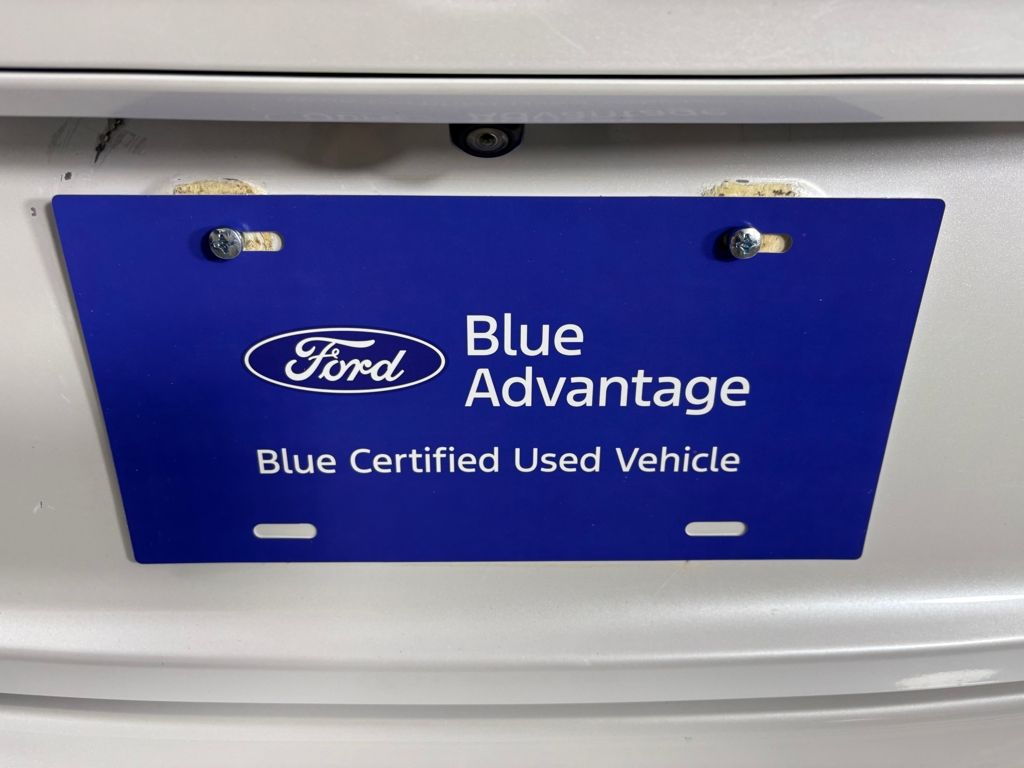 Ford
Blue
Advantage
Blue Certified Used Vehicle